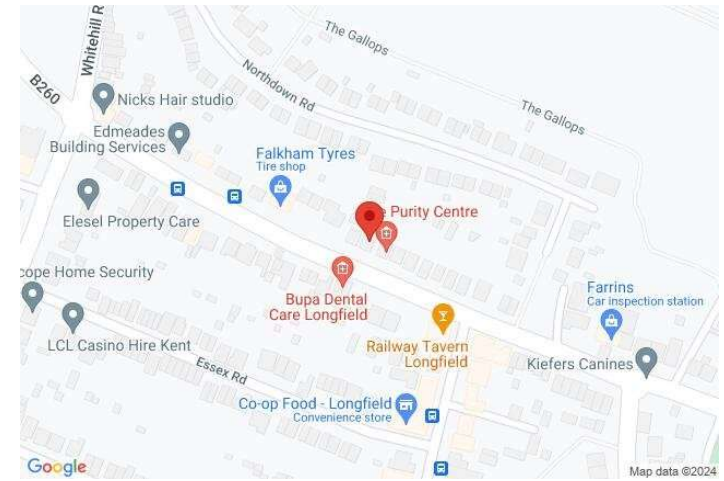 The Gallops
Whitehill R
Northdown Rd
B260
Nicks Hair studio
The Gallops
Edmeades
Building Services
Falkham Tyres
Tire shop
e Purity Centre
Elesel Property Care
cope Home Security
Farrins
Car inspection station
Bupa Dental
Care Longfield
LCL Casino Hire Kent
Railway Tavern
Longfield
Kiefers Canines
Essex Rd
Co-op Food - Longfield
Convenience store
Google
Map data ©2024